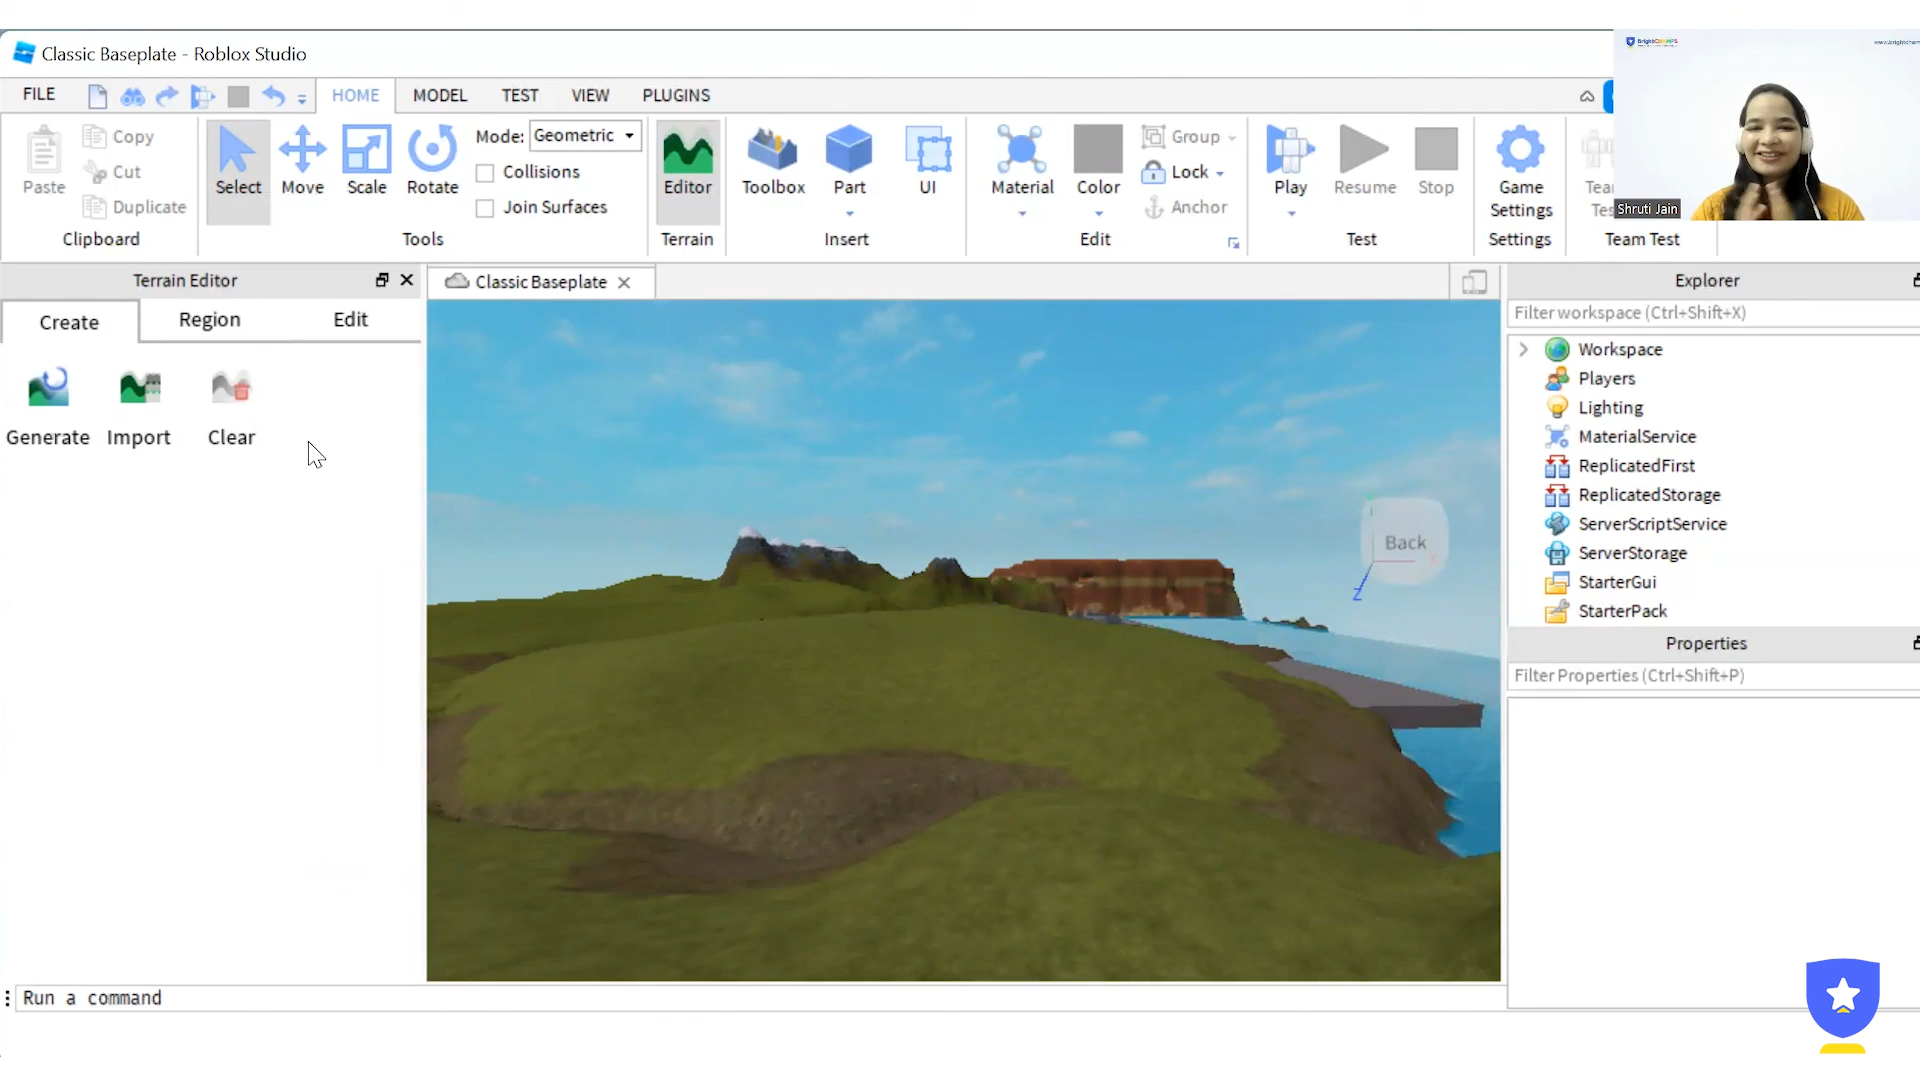 Classic Baseplate - Roblox Studio
BrightCHAMPS
FILE
HOME
MODEL
TEST
VIEW
PLUGINS
Paste
Copy
Cut
Duplicate
Clipboard
Select
Move
Scale
Rotate
Mode: Geometric
Collisions
Join Surfaces
Tools
Editor
Terrain
Toolbox
Part
UI
Insert
Material
Color
Group
Lock
Anchor
Edit
Play
Resume
Stop
Test
Game
Settings
Settings
Team Test
Shruti Jain
Terrain Editor
Create
Region
Edit
Generate
Import
Clear
Classic Baseplate
Back
Z
Explorer
Filter workspace (Ctrl+Shift+X)
Workspace
Players
Lighting
MaterialService
ReplicatedFirst
ReplicatedStorage
ServerScriptService
ServerStorage
StarterGui
StarterPack
Properties
Filter Properties (Ctrl+Shift+P)
Run a command